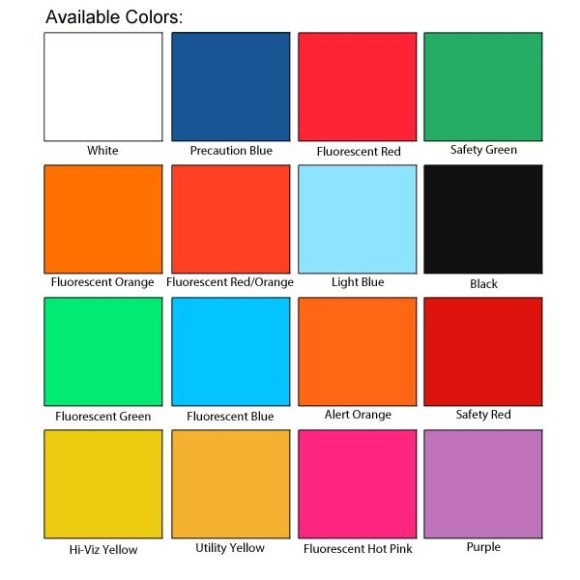 Available Colors:
White
Precaution Blue
Fluorescent Red
Safety Green
Fluorescent Orange
Fluorescent Red/Orange
Light Blue
Black
Fluorescent Green
Fluorescent Blue
Alert Orange
Safety Red
Hi-Viz Yellow
Utility Yellow
Fluorescent Hot Pink
Purple